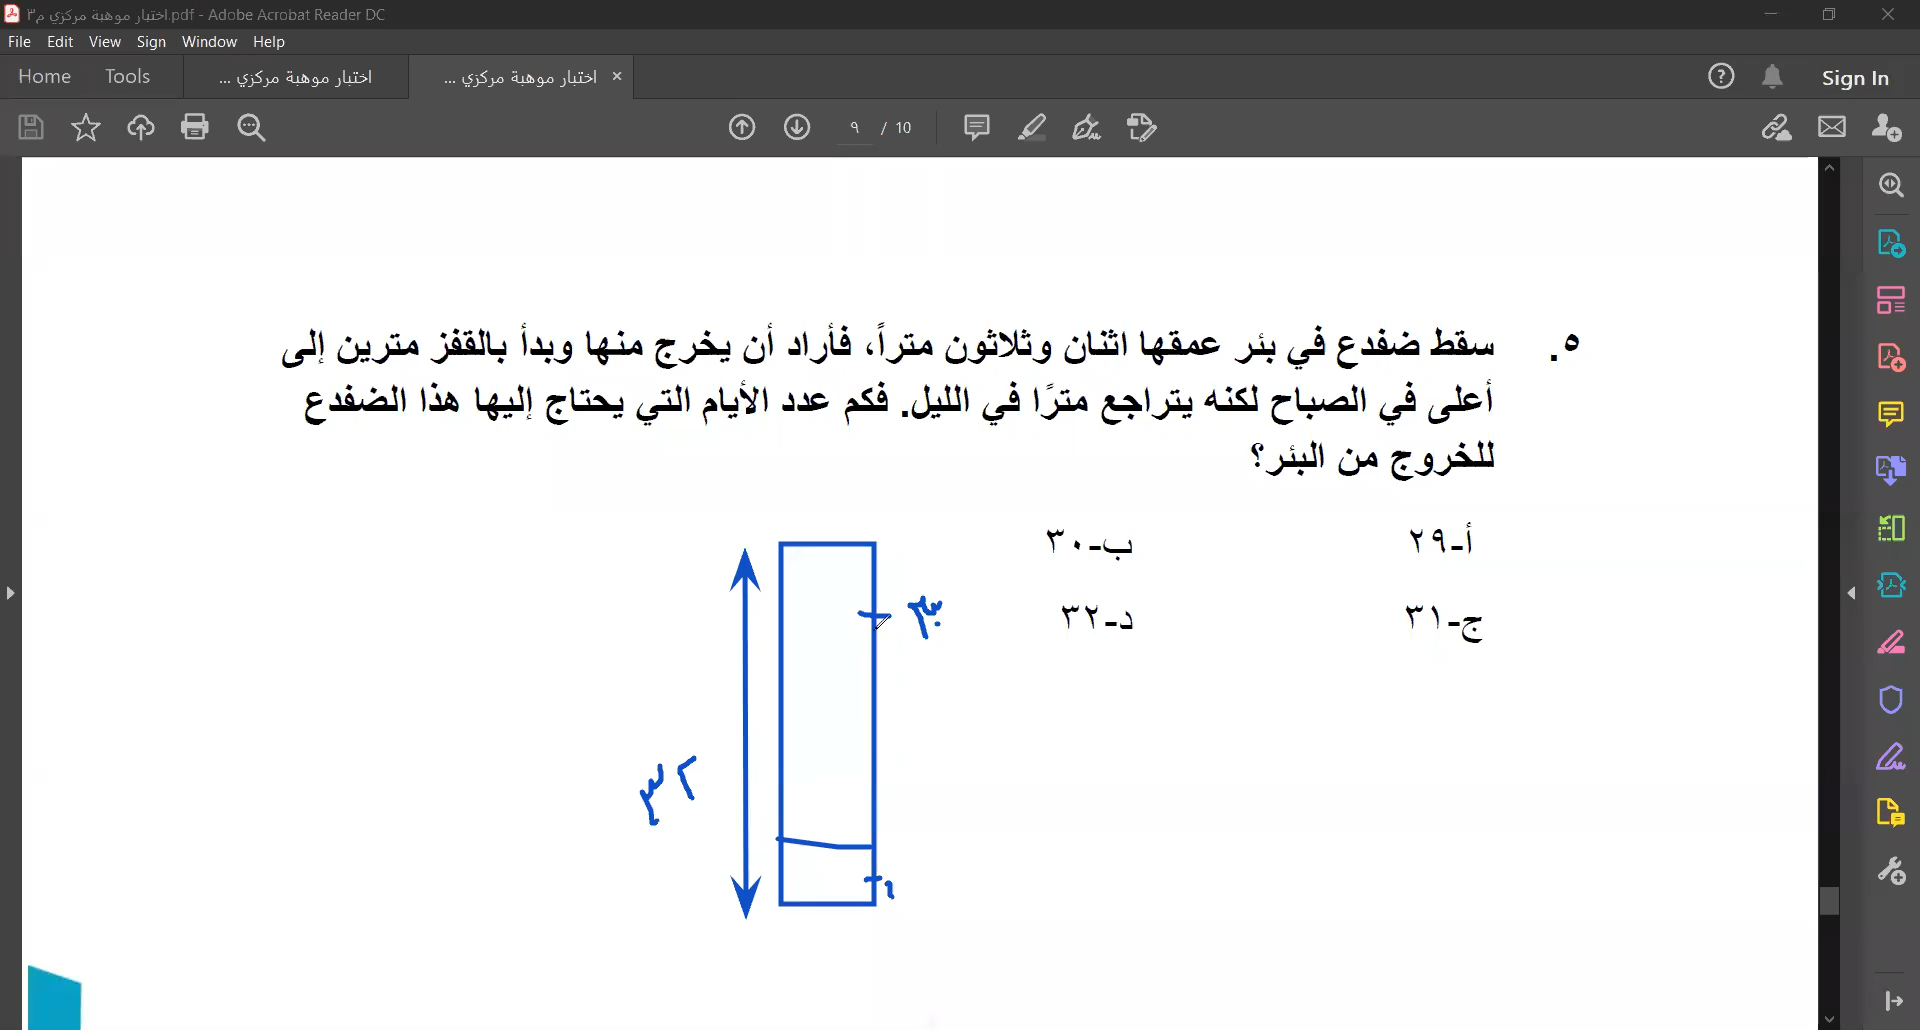 اختبار موهبة مركزي م٣.pdf - Adobe Acrobat Reader DC
File Edit View Sign Window Help
Home Tools اختبار موهبة مركزي ... اختبار موهبة مركزي ... × Sign In
٩ / 10
٥. سقط ضفدع في بئر عمقها اثنان وثلاثون متراً، فأراد أن يخرج منها وبدأ بالقفز مترين إلى
أعلى في الصباح لكنه يتراجع مترًا في الليل. فكم عدد الأيام التي يحتاج إليها هذا الضفدع
للخروج من البئر؟
أ-٢٩ ب-٣٠
ج-٣١ د-٣٢
٣٠
٣٢
١